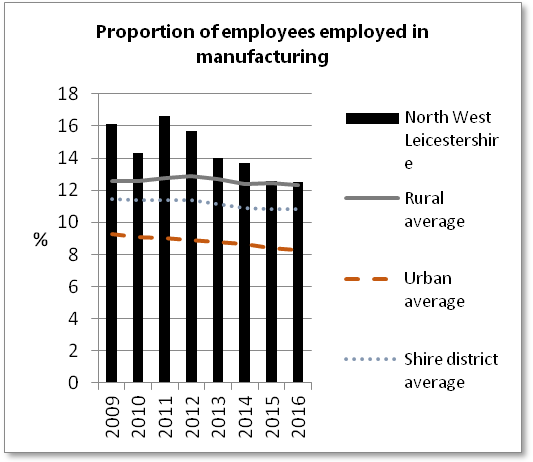 Proportion of employees employed in
manufacturing
18
16
14
12
10
8
6
4
2
0
%
2009
2010
2011
2012
2013
2014
2015
2016
North West
Leicestershir
e
Rural
average
Urban
average
Shire district
average